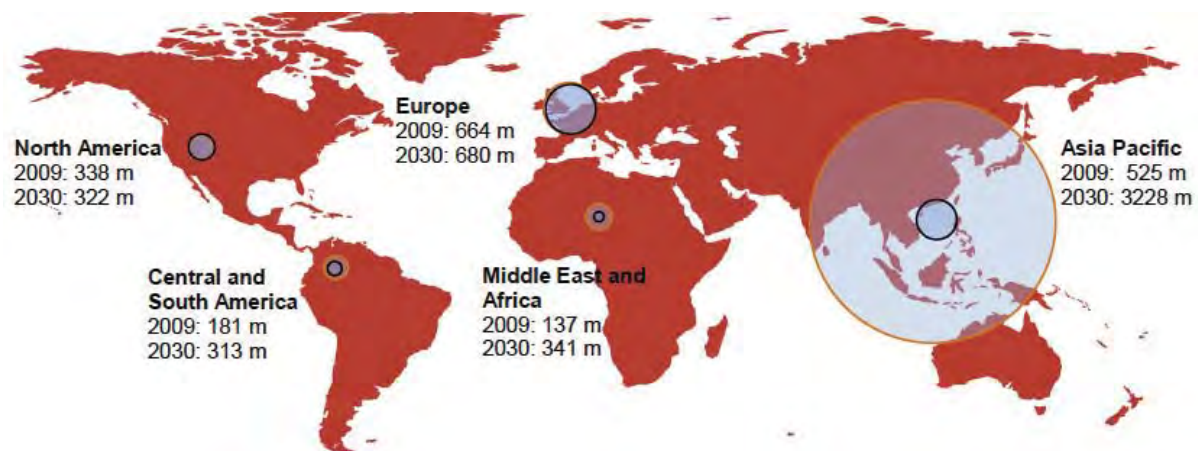 North America
2009: 338 m
2030: 322 m
Central and
South America
2009: 181 m
2030: 313 m
Europe
2009: 664 m
2030: 680 m
Middle East and
Africa
2009: 137 m
2030: 341 m
Asia Pacific
2009: 525 m
2030: 3228 m